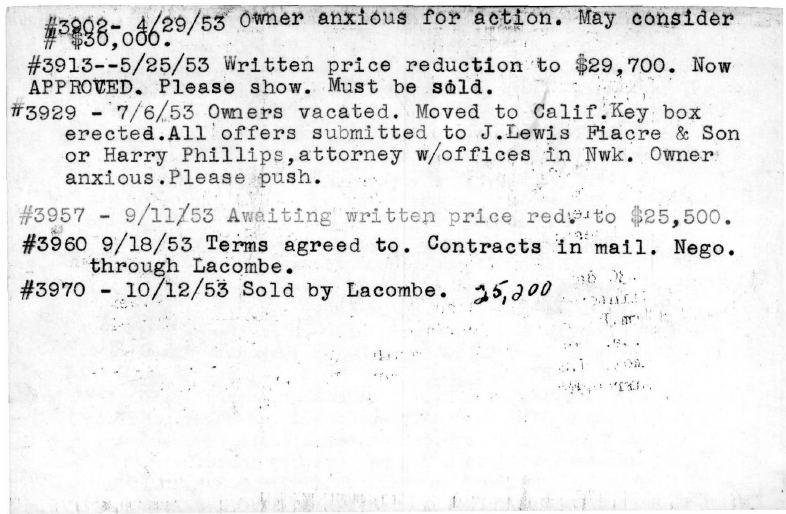 #3902- 4/29/53 Owner anxious for action. May consider
# $30,000.
#3913--5/25/53 Written price reduction to $29,700. Now
APPROVED. Please show. Must be sold.
#3929 - 7/6/53 Owners vacated. Moved to Calif.Key box
erected.All offers submitted to J.Lewis Fiacre & Son
or Harry Phillips,attorney w/offices in Nwk. Owner
anxious.Please push.
#3957 - 9/11/53 Awaiting written price red. to $25,500.
#3960 9/18/53 Terms agreed to. Contracts in mail. Nego.
through Lacombe.
#3970 - 10/12/53 Sold by Lacombe. 25,200